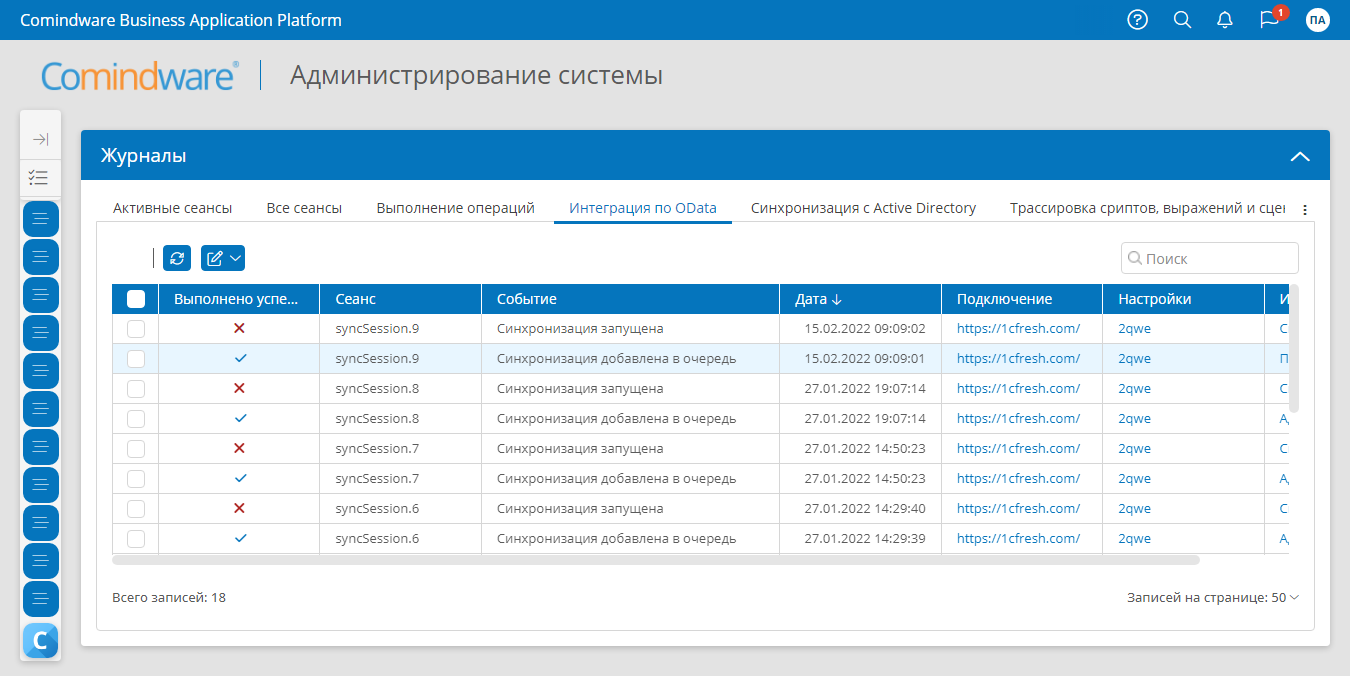 Comindware Business Application Platform
1
ПА
Comindware® Администрирование системы
Журналы
Активные сеансы Все сеансы Выполнение операций Интеграция по OData Синхронизация с Active Directory Трассировка сриптов, выражений и сцен
Поиск
Выполнено успе... Сеанс Событие Дата Подключение Настройки И
syncSession.9 Синхронизация запущена 15.02.2022 09:09:02 https://1cfresh.com/ 2qwe С
syncSession.9 Синхронизация добавлена в очередь 15.02.2022 09:09:01 https://1cfresh.com/ 2qwe П
syncSession.8 Синхронизация запущена 27.01.2022 19:07:14 https://1cfresh.com/ 2qwe С
syncSession.8 Синхронизация добавлена в очередь 27.01.2022 19:07:14 https://1cfresh.com/ 2qwe А
syncSession.7 Синхронизация запущена 27.01.2022 14:50:23 https://1cfresh.com/ 2qwe С
syncSession.7 Синхронизация добавлена в очередь 27.01.2022 14:50:23 https://1cfresh.com/ 2qwe А
syncSession.6 Синхронизация запущена 27.01.2022 14:29:40 https://1cfresh.com/ 2qwe С
syncSession.6 Синхронизация добавлена в очередь 27.01.2022 14:29:39 https://1cfresh.com/ 2qwe А
Всего записей: 18 Записей на странице: 50
C